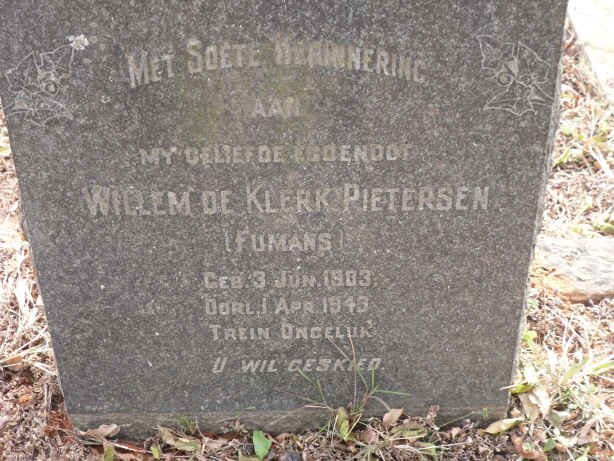 Met Soete Herinnering
aan
my geliefde eggenoot
Willem de Klerk Pietersen
(Fumans)
Geb. 3 Jun. 1903.
Oorl. 1 Apr. 1943
Trein Ongeluk
U wil geskied.